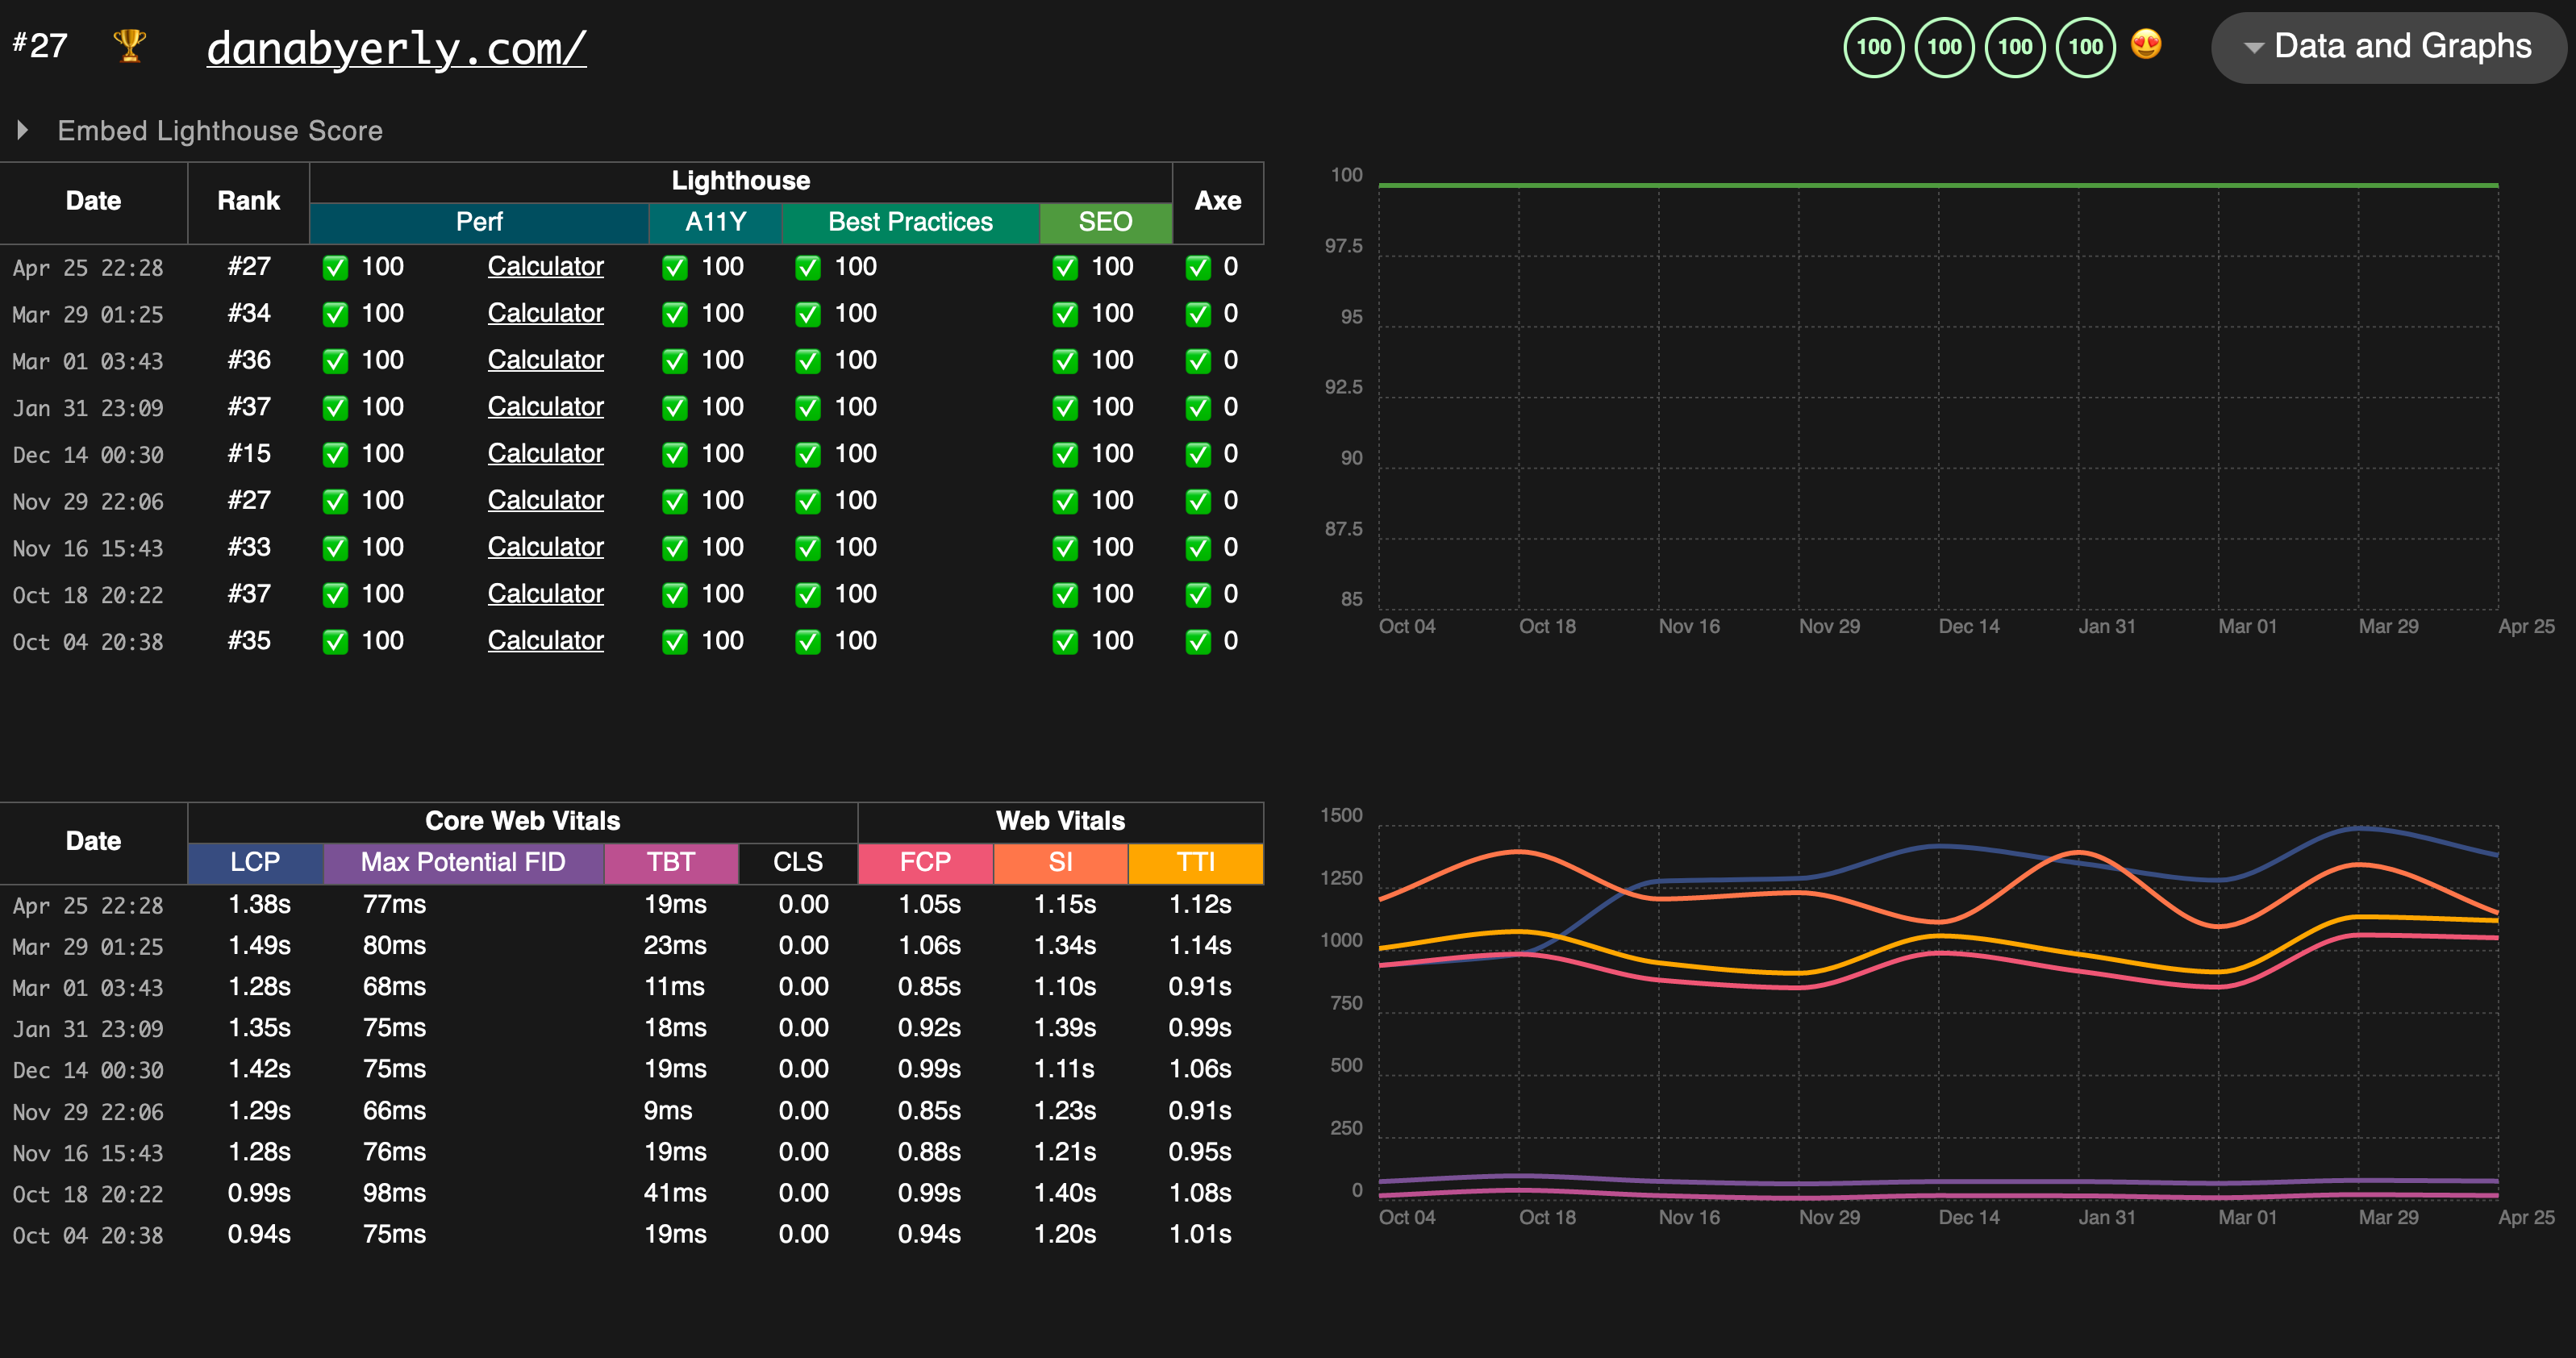 #27 🏆 danabyerly.com/ 100 100 100 100 😍 Data and Graphs
Embed Lighthouse Score
Date Rank Lighthouse Axe
Perf A11Y Best Practices SEO
Apr 25 22:28 #27 ✅ 100 Calculator ✅ 100 ✅ 100 ✅ 100 ✅ 0
Mar 29 01:25 #34 ✅ 100 Calculator ✅ 100 ✅ 100 ✅ 100 ✅ 0
Mar 01 03:43 #36 ✅ 100 Calculator ✅ 100 ✅ 100 ✅ 100 ✅ 0
Jan 31 23:09 #37 ✅ 100 Calculator ✅ 100 ✅ 100 ✅ 100 ✅ 0
Dec 14 00:30 #15 ✅ 100 Calculator ✅ 100 ✅ 100 ✅ 100 ✅ 0
Nov 29 22:06 #27 ✅ 100 Calculator ✅ 100 ✅ 100 ✅ 100 ✅ 0
Nov 16 15:43 #33 ✅ 100 Calculator ✅ 100 ✅ 100 ✅ 100 ✅ 0
Oct 18 20:22 #37 ✅ 100 Calculator ✅ 100 ✅ 100 ✅ 100 ✅ 0
Oct 04 20:38 #35 ✅ 100 Calculator ✅ 100 ✅ 100 ✅ 100 ✅ 0
100
97.5
95
92.5
90
87.5
85
Oct 04 Oct 18 Nov 16 Nov 29 Dec 14 Jan 31 Mar 01 Mar 29 Apr 25
Date Core Web Vitals Web Vitals
LCP Max Potential FID TBT CLS FCP SI TTI
Apr 25 22:28 1.38s 77ms 19ms 0.00 1.05s 1.15s 1.12s
Mar 29 01:25 1.49s 80ms 23ms 0.00 1.06s 1.34s 1.14s
Mar 01 03:43 1.28s 68ms 11ms 0.00 0.85s 1.10s 0.91s
Jan 31 23:09 1.35s 75ms 18ms 0.00 0.92s 1.39s 0.99s
Dec 14 00:30 1.42s 75ms 19ms 0.00 0.99s 1.11s 1.06s
Nov 29 22:06 1.29s 66ms 9ms 0.00 0.85s 1.23s 0.91s
Nov 16 15:43 1.28s 76ms 19ms 0.00 0.88s 1.21s 0.95s
Oct 18 20:22 0.99s 98ms 41ms 0.00 0.99s 1.40s 1.08s
Oct 04 20:38 0.94s 75ms 19ms 0.00 0.94s 1.20s 1.01s
1500
1250
1000
750
500
250
0
Oct 04 Oct 18 Nov 16 Nov 29 Dec 14 Jan 31 Mar 01 Mar 29 Apr 25